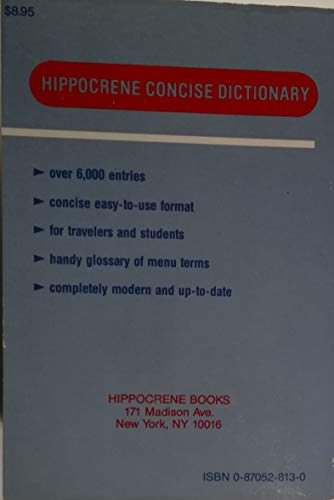 $8.95
HIPPOCRENE CONCISE DICTIONARY
► over 6,000 entries
► concise easy-to-use format
► for travelers and students
► handy glossary of menu terms
► completely modern and up-to-date
HIPPOCRENE BOOKS
171 Madison Ave.
New York, NY 10016
ISBN 0-87052-813-0